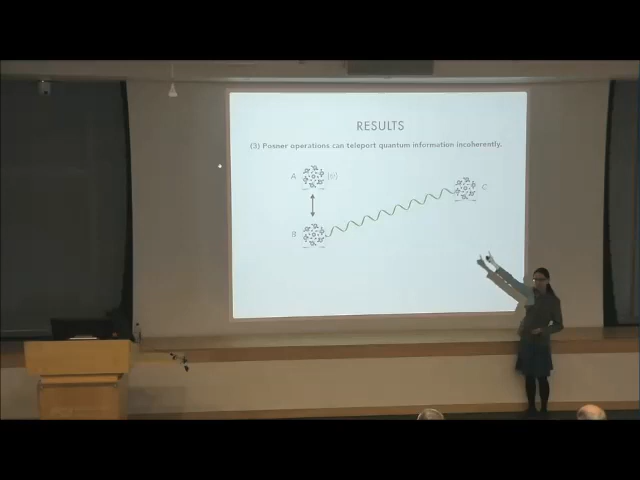 RESULTS
(3) Posner operations can teleport quantum information incoherently.
A
C
B